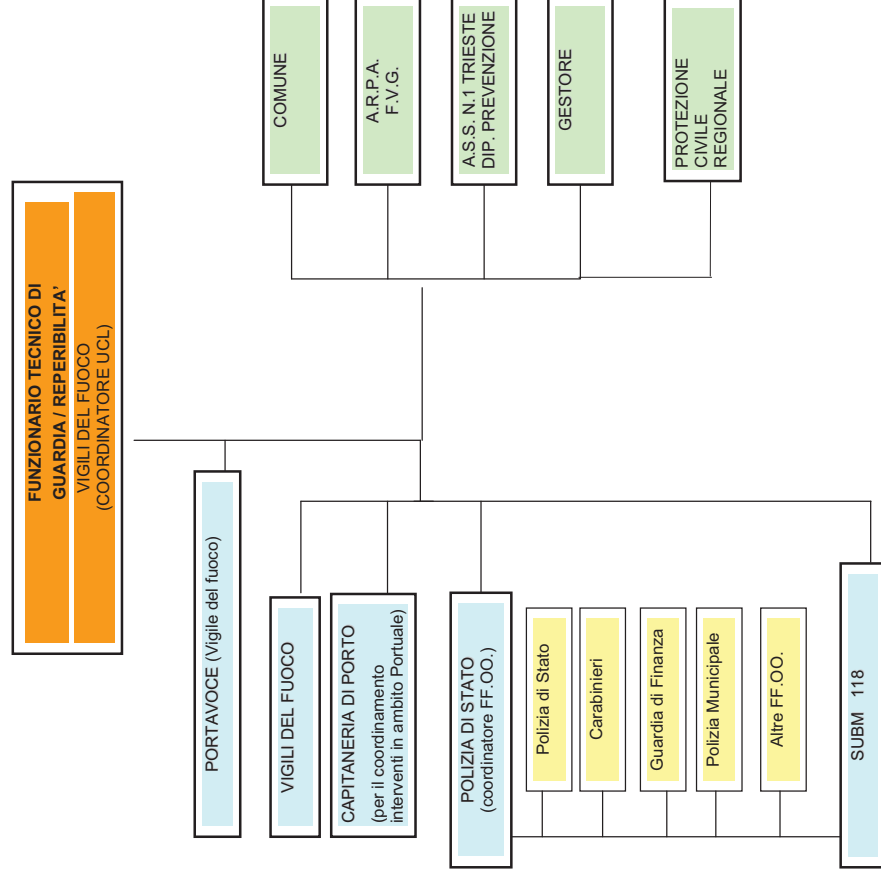 FUNZIONARIO TECNICO DI
GUARDIA / REPERIBILITA'
VIGILI DEL FUOCO
(COORDINATORE UCL)
PORTAVOCE (Vigile del fuoco)
VIGILI DEL FUOCO
CAPITANERIA DI PORTO
(per il coordinamento
interventi in ambito Portuale)
POLIZIA DI STATO
(coordinatore FF.OO.)
Polizia di Stato
Carabinieri
Guardia di Finanza
Polizia Municipale
Altre FF.OO.
SUBM 118
COMUNE
A.R.P.A.
F.V.G.
A.S.S. N.1 TRIESTE
DIP. PREVENZIONE
GESTORE
PROTEZIONE
CIVILE
REGIONALE